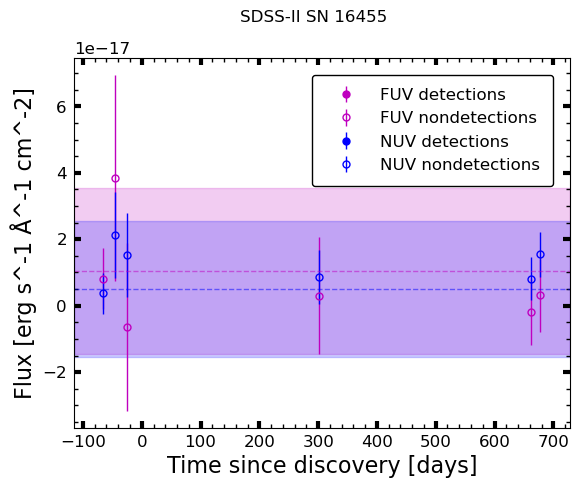 SDSS-II SN 16455
1e−17
Flux [erg s^-1 Å^-1 cm^-2]
6
4
2
0
−2
FUV detections
FUV nondetections
NUV detections
NUV nondetections
−100 0 100 200 300 400 500 600 700
Time since discovery [days]